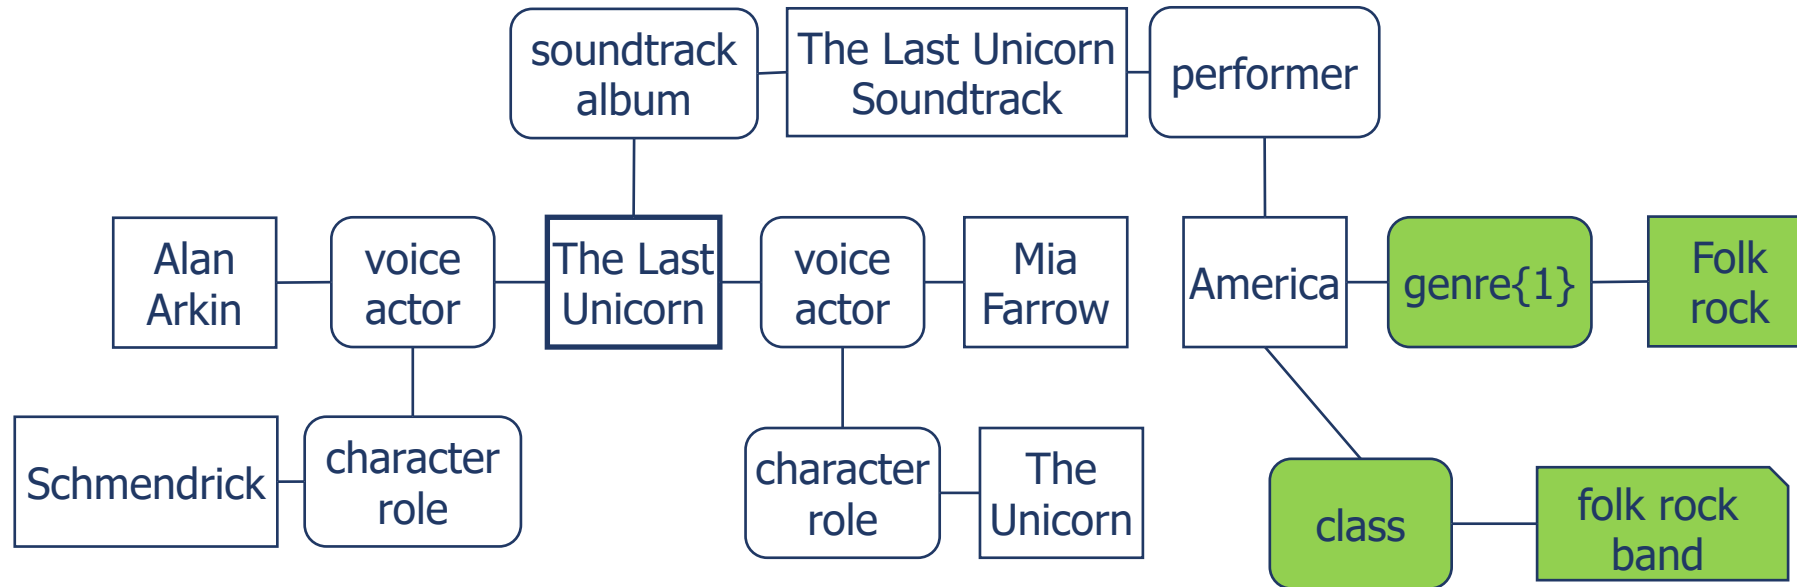 soundtrack
album
The Last Unicorn
Soundtrack
performer
Alan
Arkin
voice
actor
The Last
Unicorn
voice
actor
Mia
Farrow
America
genre{1}
Folk
rock
Schmendrick
character
role
character
role
The
Unicorn
class
folk rock
band